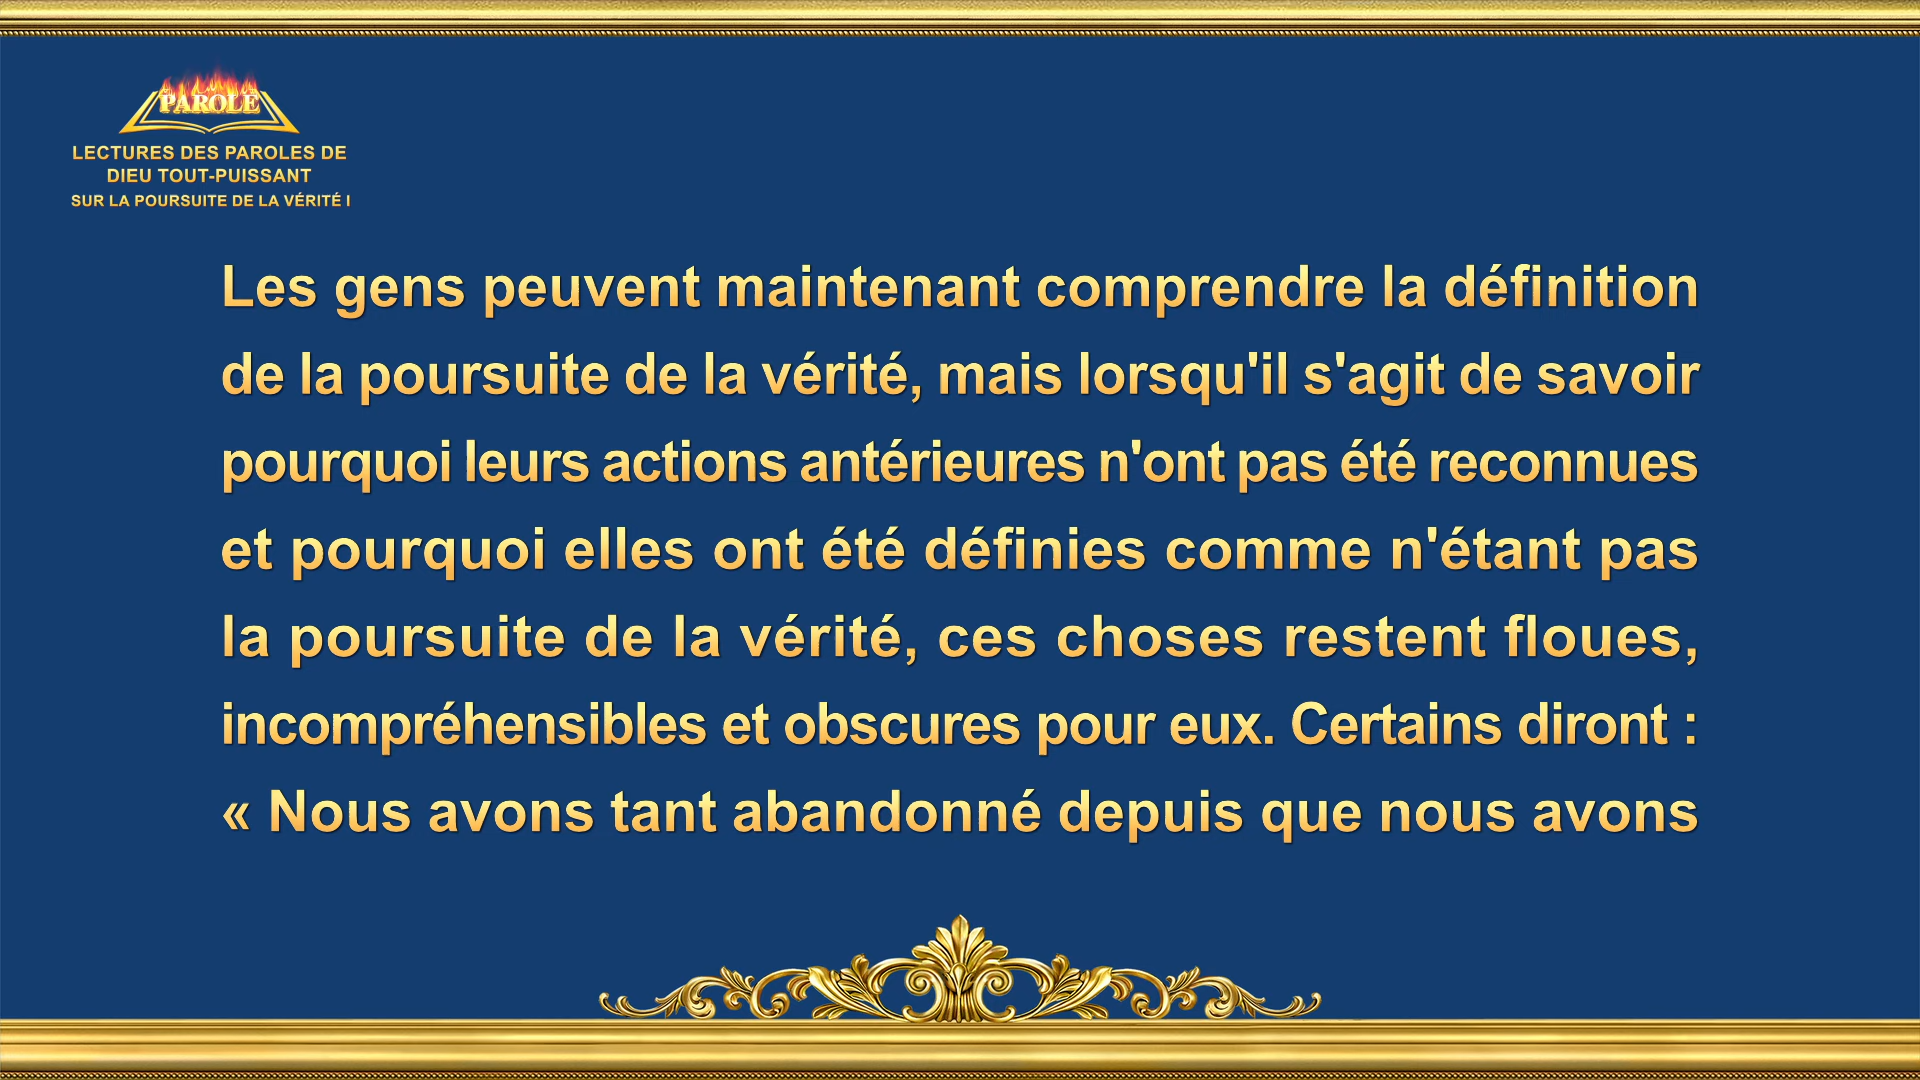 PAROLE
LECTURES DES PAROLES DE
DIEU TOUT-PUISSANT
SUR LA POURSUITE DE LA VÉRITÉ I
Les gens peuvent maintenant comprendre la définition
de la poursuite de la vérité, mais lorsqu'il s'agit de savoir
pourquoi leurs actions antérieures n'ont pas été reconnues
et pourquoi elles ont été définies comme n'étant pas
la poursuite de la vérité, ces choses restent floues,
incompréhensibles et obscures pour eux. Certains diront :
« Nous avons tant abandonné depuis que nous avons